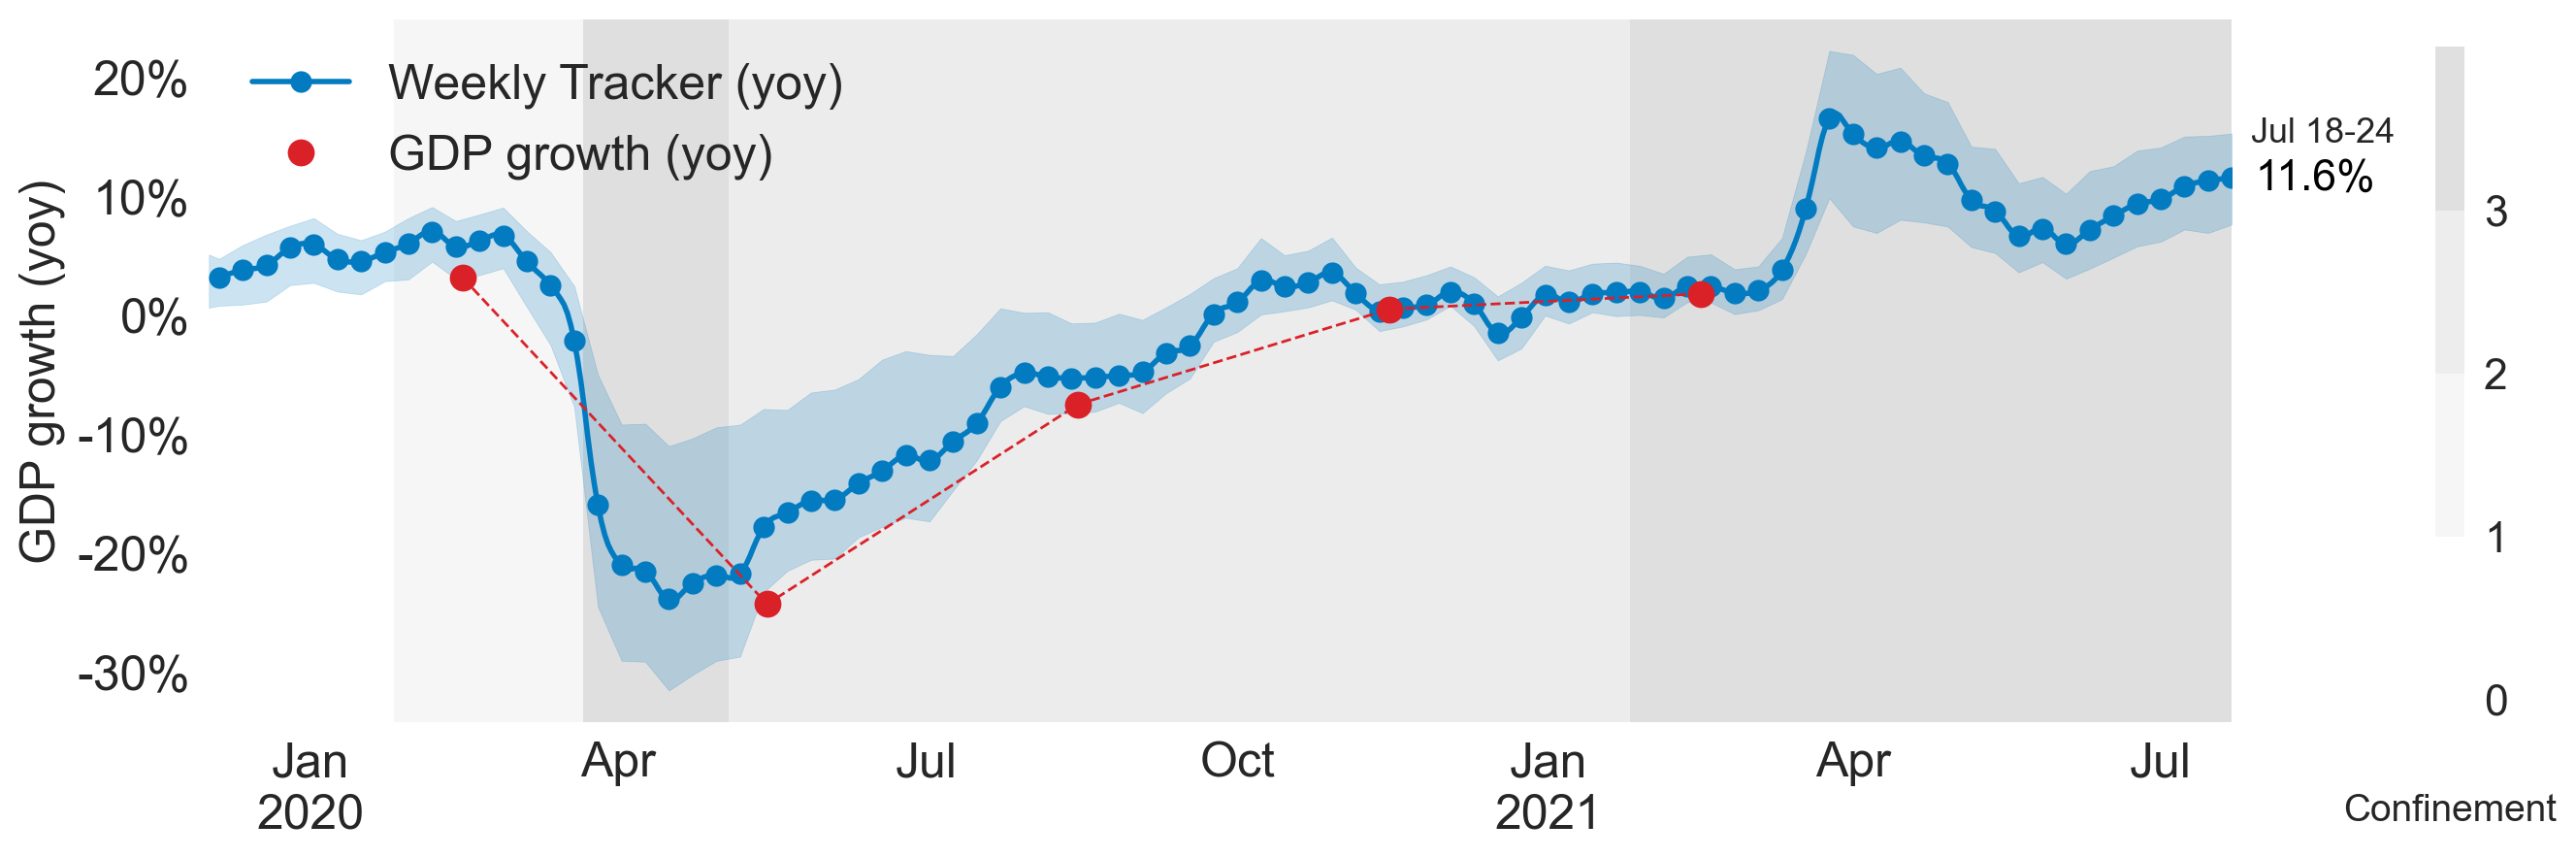 Weekly Tracker (yoy)
GDP growth (yoy)
GDP growth (yoy)
20%
10%
0%
-10%
-20%
-30%
Jan
2020
Apr
Jul
Oct
Jan
2021
Apr
Jul
Jul 18-24
11.6%
3
2
1
0
Confinement